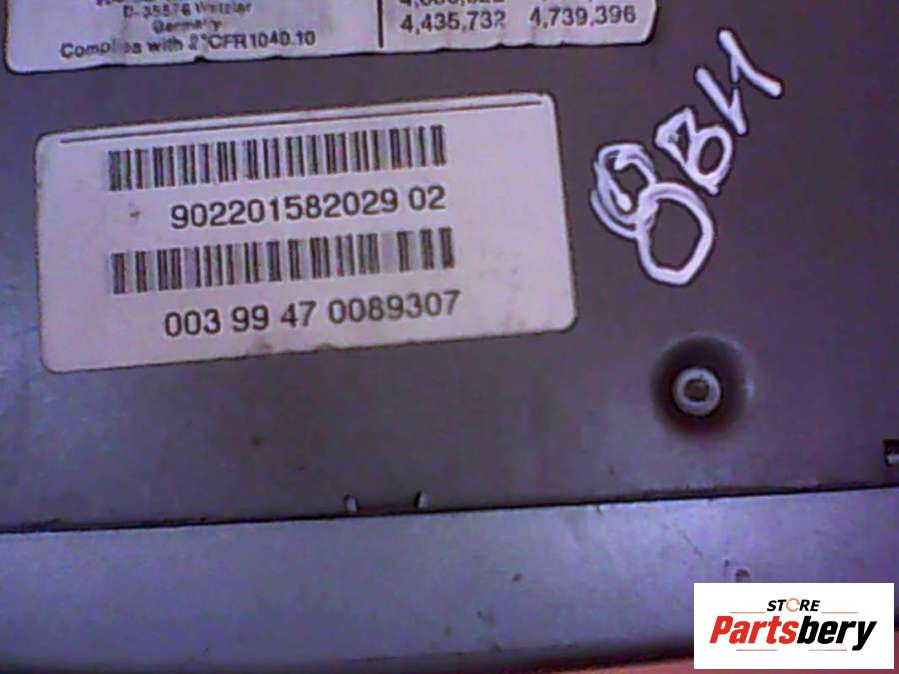 D-35576 Wetzlar
Germany
Complies with 21CFR1040.10
4,435,732 4,739,396
902201582029 02
003 99 47 0089307
8ВИ
STORE
Partsbery